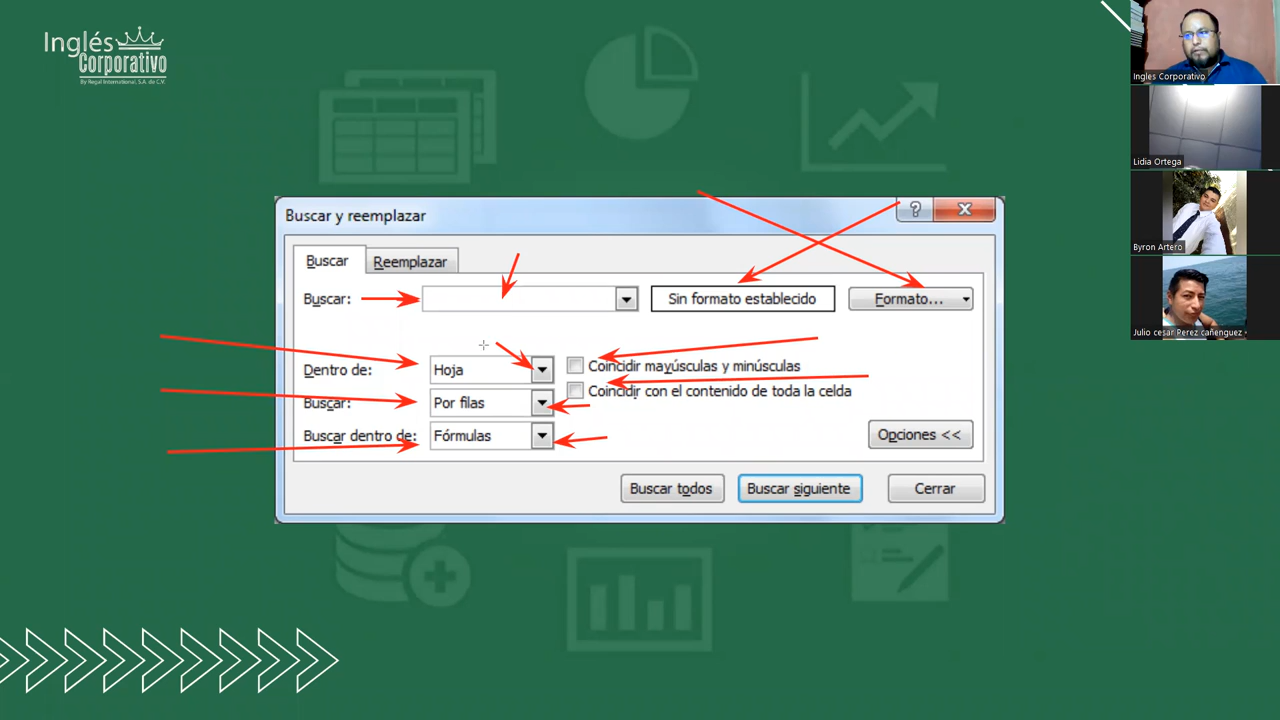 Inglés
Corporativo
By Regal International, S.A. de C.V.
Ingles Corporativo
Lidia Ortega
Byron Artero
Julio cesar Perez cañenguez
Buscar y reemplazar
?
Buscar
Reemplazar
Buscar:
Sin formato establecido
Formato...
Dentro de:
Hoja
Coincidir mayúsculas y minúsculas
Buscar:
Por filas
Coincidir con el contenido de toda la celda
Buscar dentro de:
Fórmulas
Opciones <<
Buscar todos
Buscar siguiente
Cerrar